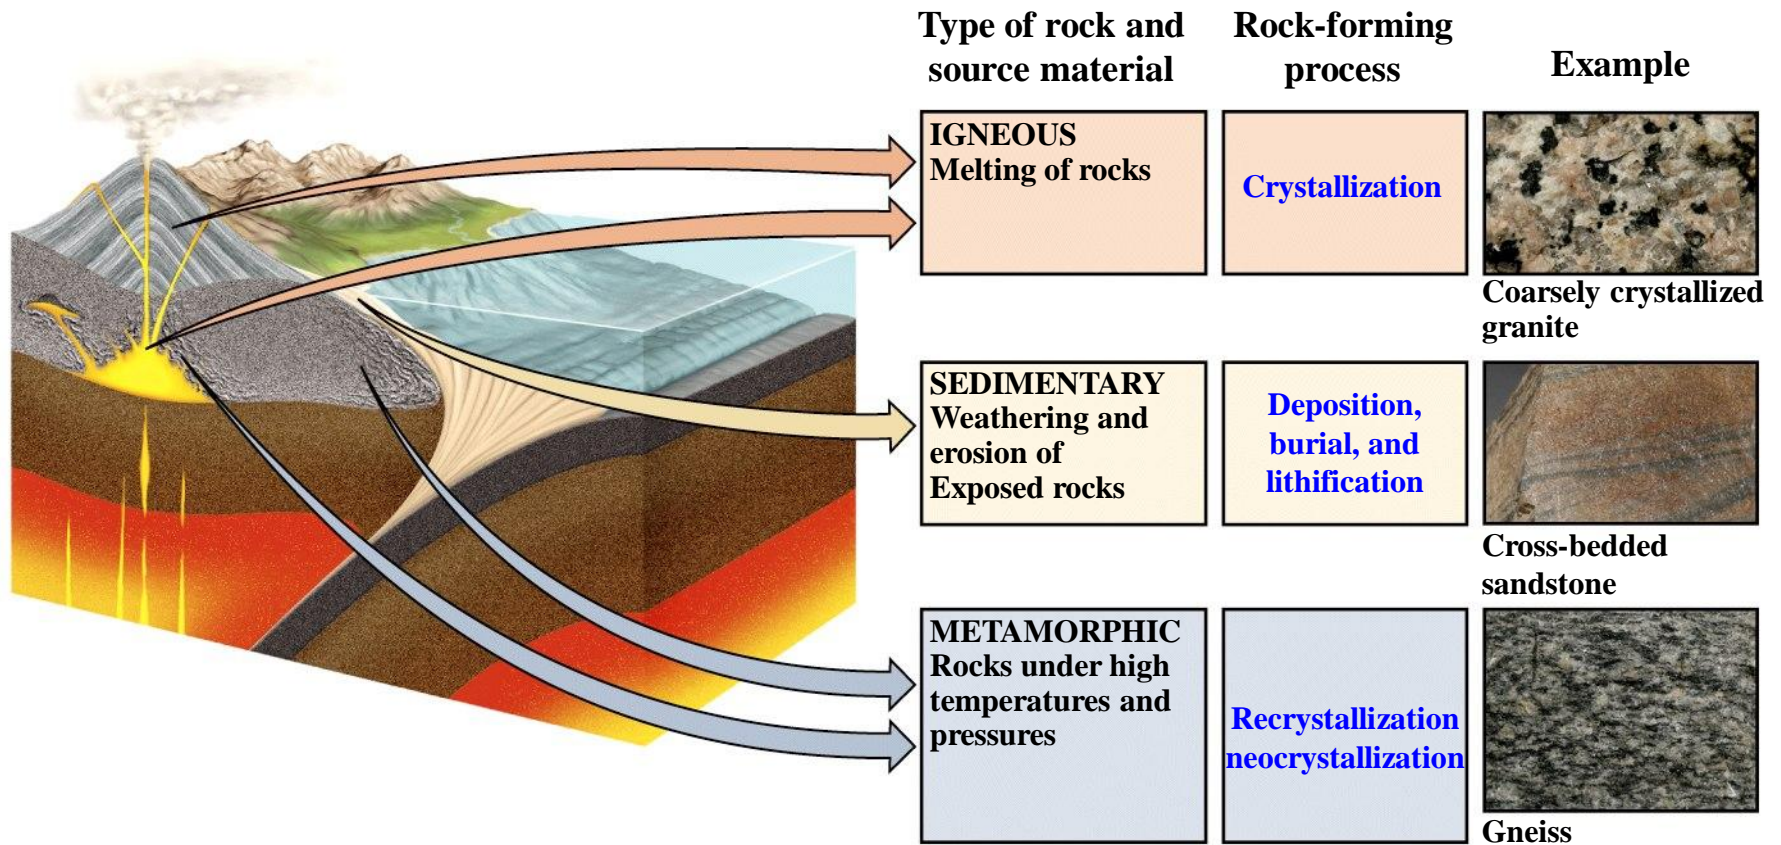 Type of rock and
source material
Rock-forming
process
Example
IGNEOUS
Melting of rocks
Crystallization
Coarsely crystallized
granite
SEDIMENTARY
Weathering and
erosion of
Exposed rocks
Deposition,
burial, and
lithification
Cross-bedded
sandstone
METAMORPHIC
Rocks under high
temperatures and
pressures
Recrystallization
neocrystallization
Gneiss